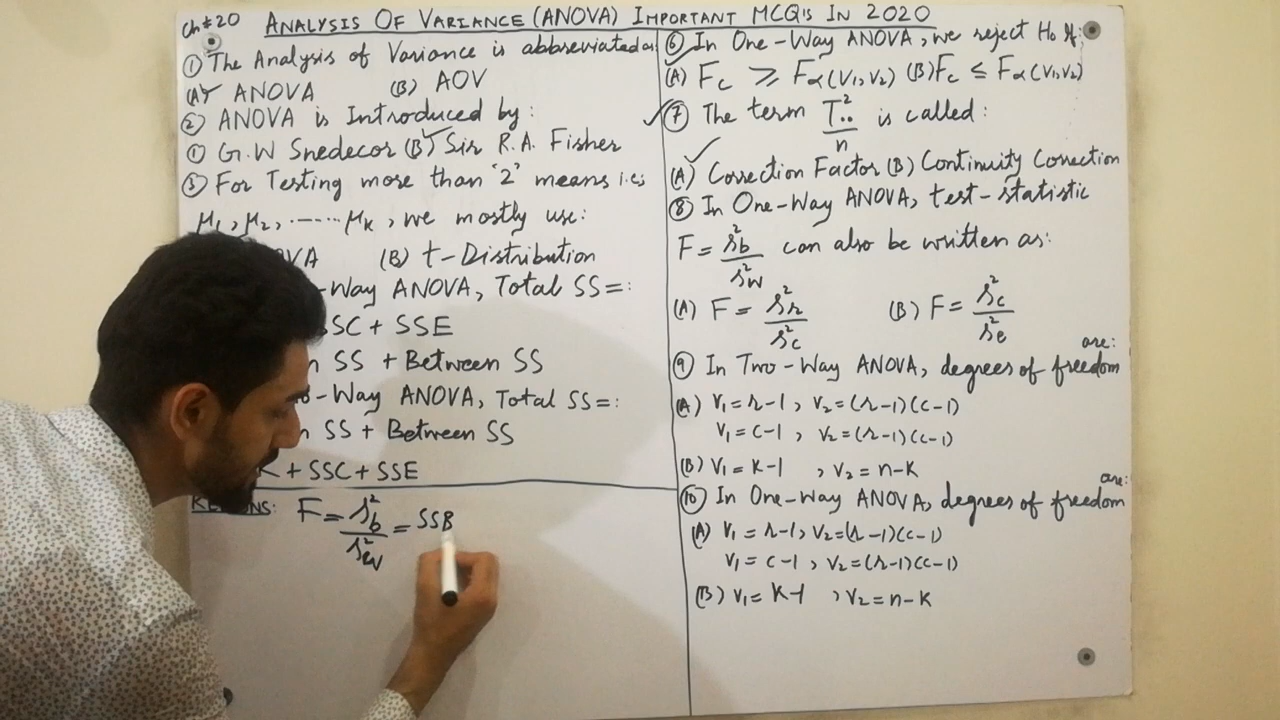 Ch # 20 ANALYSIS OF VARIANCE (ANOVA) IMPORTANT MCQ'S IN 2020
① The Analysis of Variance is abbreviated as
(A) ✓ ANOVA (B) AOV
② ANOVA is Introduced by:
① G.W Snedecor (B) ✓ Sir R.A. Fisher
③ For Testing more than '2' means i.e;
μ₁, μ₂, ------ μₖ, we mostly use:
VA (B) t-Distribution
-Way ANOVA, Total SS=:
SC + SSE
n SS + Between SS
o-Way ANOVA, Total SS=:
n SS + Between SS
+ SSC + SSE
F = s²b / s²w = SSB
⑥ In One-Way ANOVA, we reject H₀ if:
(A) Fc ≥ Fα(v₁,v₂) (B) Fc ≤ Fα(v₁,v₂)
✓ ⑦ The term T².. / n is called:
✓ (A) Correction Factor (B) Continuity Correction
⑧ In One-Way ANOVA, test-statistic
F = s²b / s²w can also be written as:
(A) F = s²r / s²c (B) F = s²c / s²e
⑨ In Two-Way ANOVA, degrees of freedom are:
(A) v₁=r-1, v₂=(r-1)(c-1)
v₁=c-1, v₂=(r-1)(c-1)
(B) v₁=k-1, v₂=n-k
⑩ In One-Way ANOVA, degrees of freedom are:
(A) v₁=r-1, v₂=(r-1)(c-1)
v₁=c-1, v₂=(r-1)(c-1)
(B) v₁=k-1, v₂=n-k